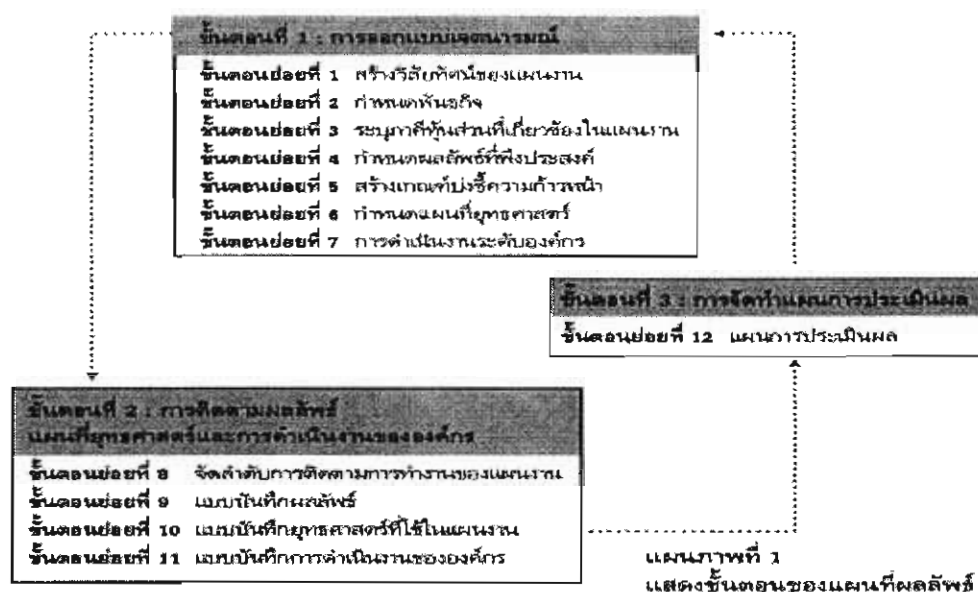 ขั้นตอนที่ 1 : การออกแบบเจตนารมณ์
ขั้นตอนย่อยที่ 1 สร้างวิสัยทัศน์ของแผนงาน
ขั้นตอนย่อยที่ 2 กำหนดพันธกิจ
ขั้นตอนย่อยที่ 3 ระบุภาคีหุ้นส่วนที่เกี่ยวข้องในแผนงาน
ขั้นตอนย่อยที่ 4 กำหนดผลลัพธ์ที่พึงประสงค์
ขั้นตอนย่อยที่ 5 สร้างเกณฑ์บ่งชี้ความก้าวหน้า
ขั้นตอนย่อยที่ 6 กำหนดแผนที่ยุทธศาสตร์
ขั้นตอนย่อยที่ 7 การดำเนินงานระดับองค์กร
ขั้นตอนที่ 3 : การจัดทำแผนการประเมินผล
ขั้นตอนย่อยที่ 12 แผนการประเมินผล
ขั้นตอนที่ 2 : การติดตามผลลัพธ์
แผนที่ยุทธศาสตร์และการดำเนินงานขององค์กร
ขั้นตอนย่อยที่ 8 จัดลำดับการติดตามการทำงานของแผนงาน
ขั้นตอนย่อยที่ 9 แบบบันทึกผลลัพธ์
ขั้นตอนย่อยที่ 10 แบบบันทึกยุทธศาสตร์ที่ใช้ในแผนงาน
ขั้นตอนย่อยที่ 11 แบบบันทึกการดำเนินงานขององค์กร
แผนภาพที่ 1
แสดงขั้นตอนของแผนที่ผลลัพธ์